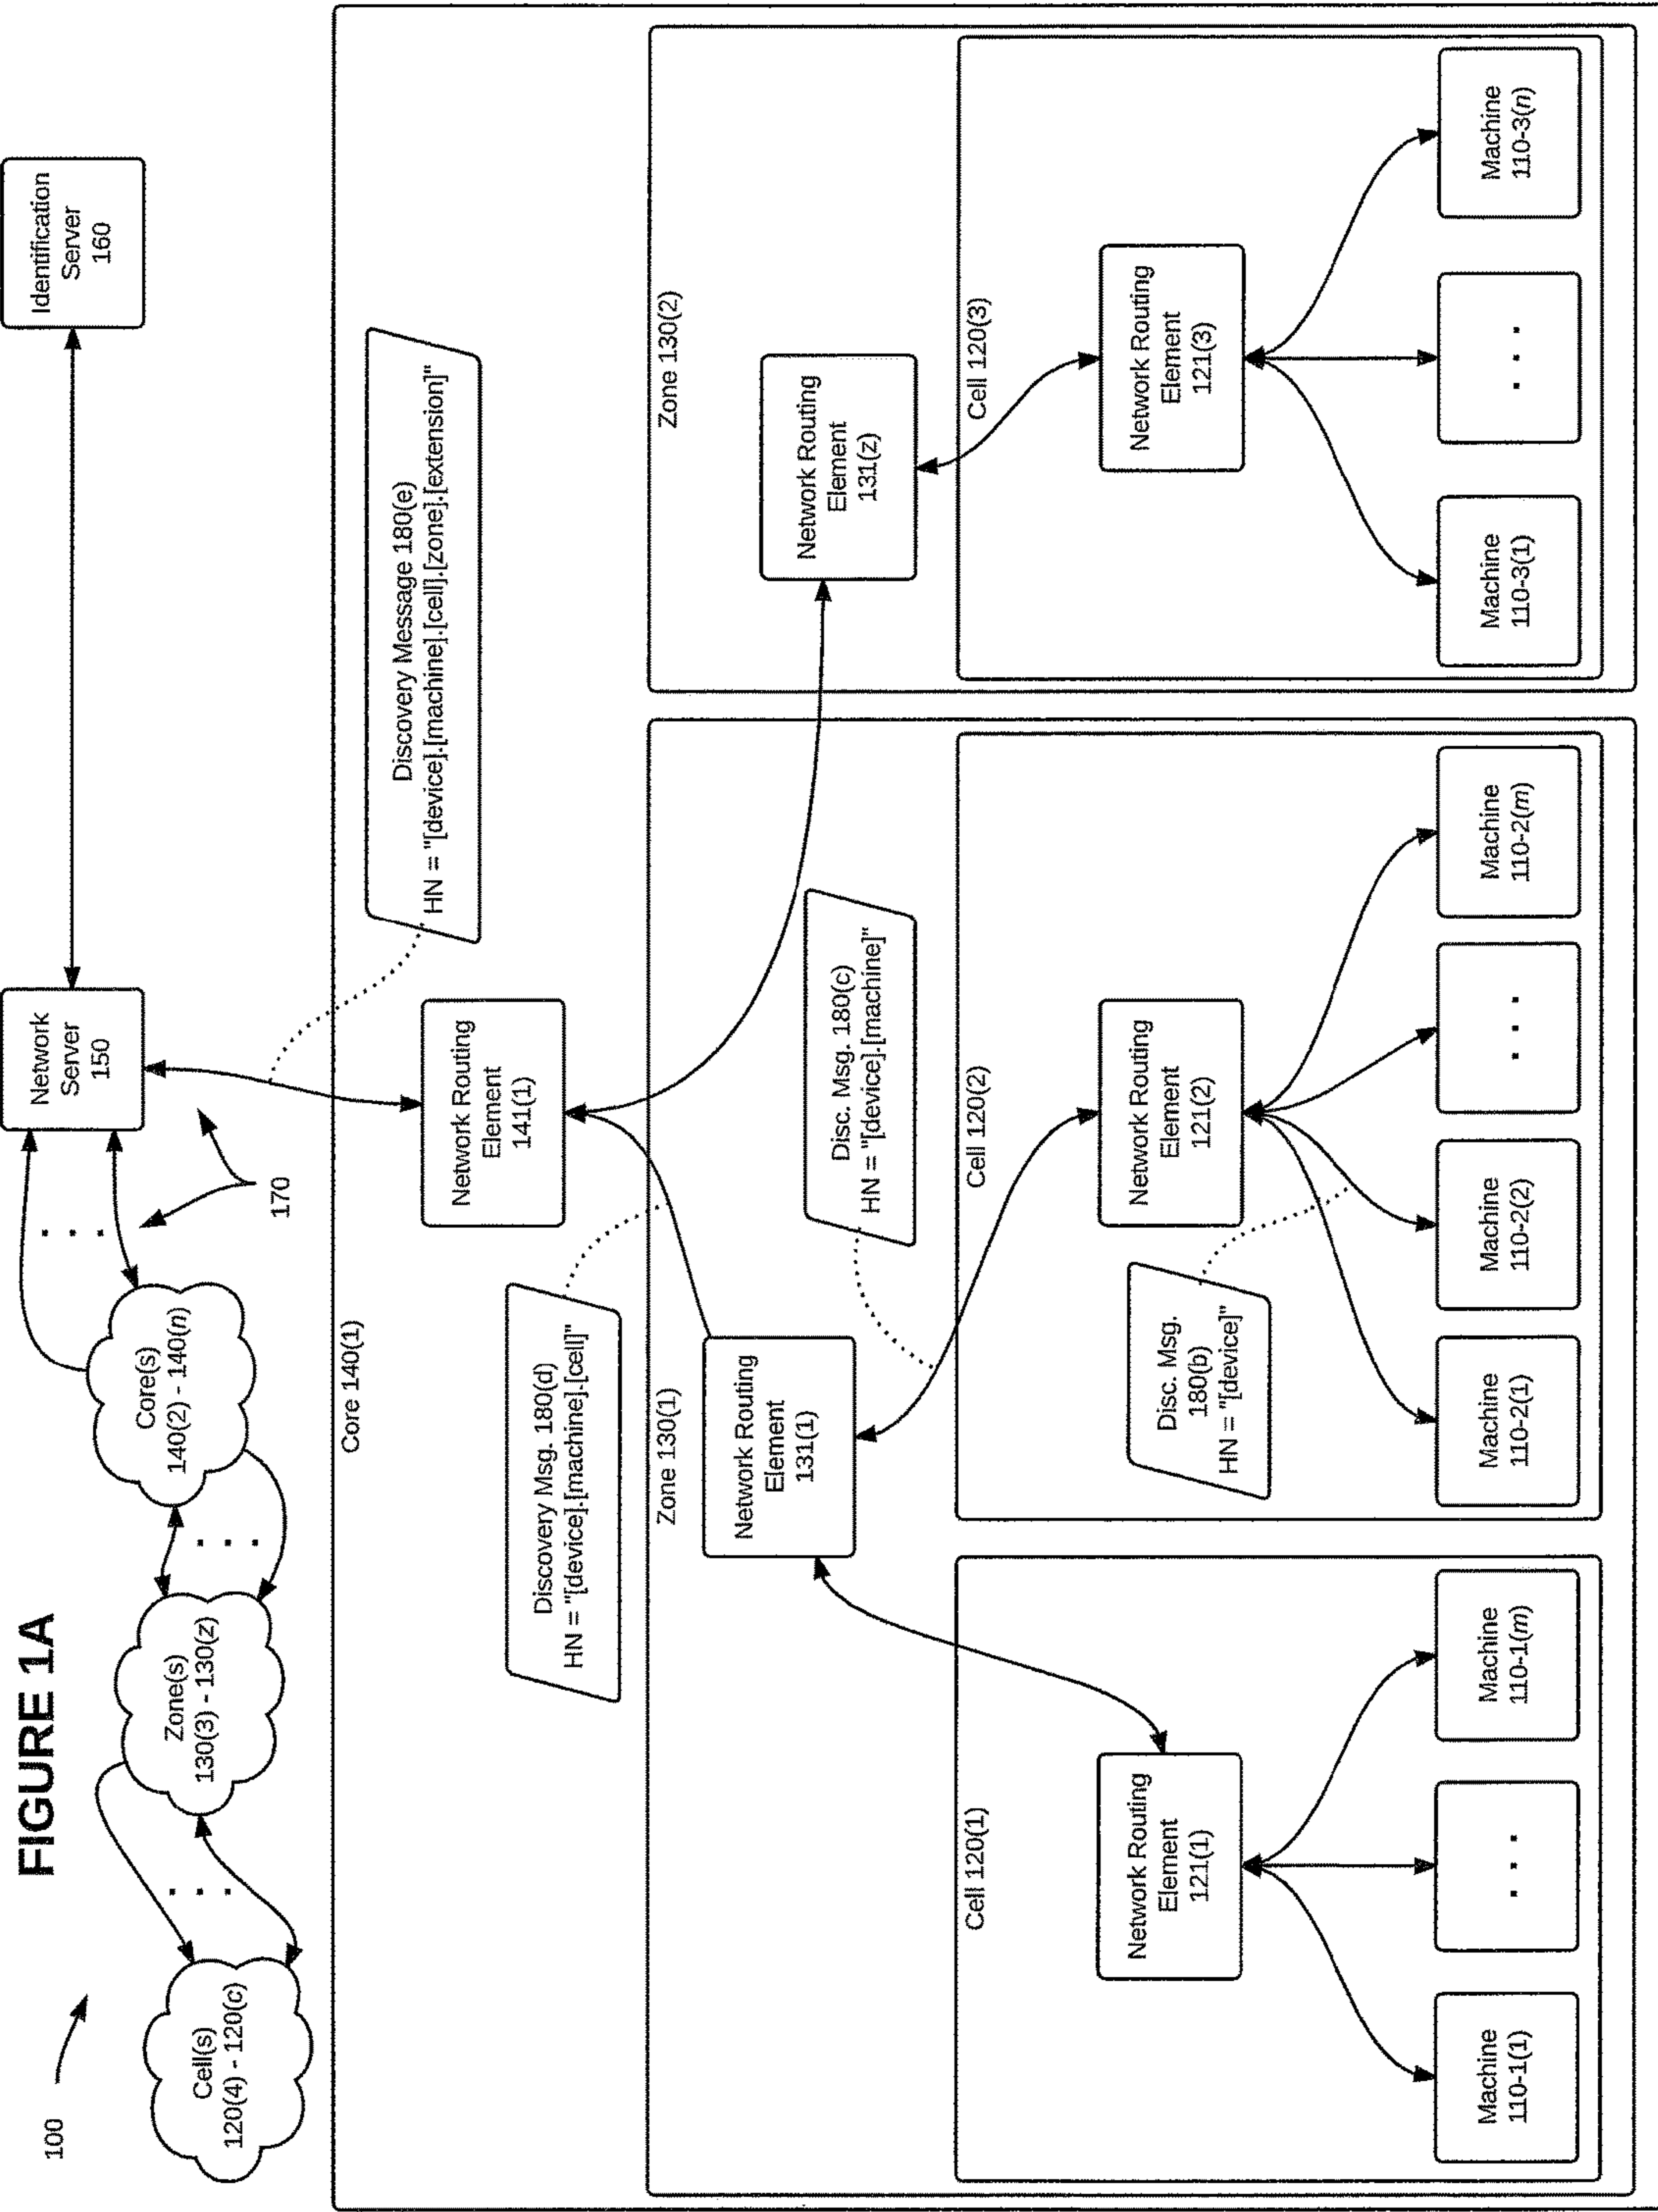 FIGURE 1A
100
Cell(s)
120(4) - 120(c)
Zone(s)
130(3) - 130(z)
Core(s)
140(2) - 140(n)
. . .
. . .
. . .
170
Network
Server
150
Identification
Server
160
Core 140(1)
Discovery Message 180(e)
HN = "[device].[machine].[cell].[zone].[extension]"
Network Routing
Element
141(1)
Discovery Msg. 180(d)
HN = "[device].[machine].[cell]"
Zone 130(1)
Network Routing
Element
131(1)
Disc. Msg. 180(c)
HN = "[device].[machine]"
Zone 130(2)
Network Routing
Element
131(z)
Cell 120(1)
Network Routing
Element
121(1)
Machine
110-1(1)
. . .
Machine
110-1(m)
Cell 120(2)
Network Routing
Element
121(2)
Disc. Msg.
180(b)
HN = "[device]"
Machine
110-2(1)
Machine
110-2(2)
. . .
Machine
110-2(m)
Cell 120(3)
Network Routing
Element
121(3)
Machine
110-3(1)
. . .
Machine
110-3(n)